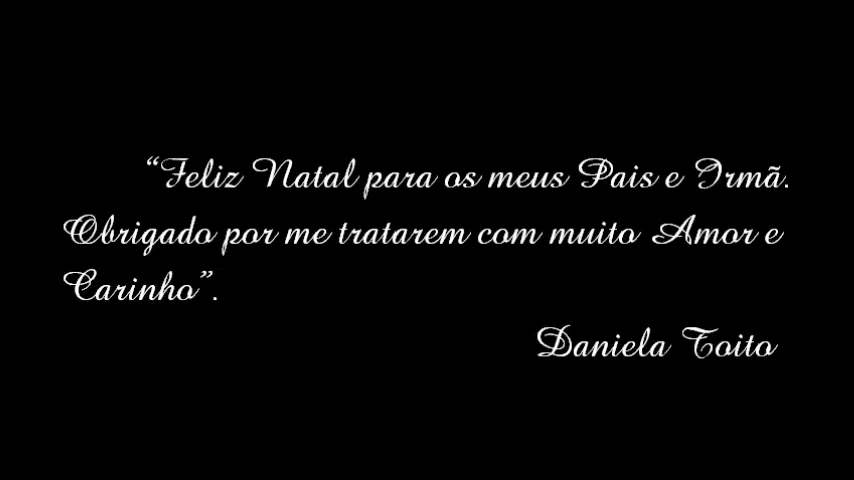 “Feliz Natal para os meus Pais e Irmã.
Obrigado por me tratarem com muito Amor e
Carinho”.
Daniela Toito